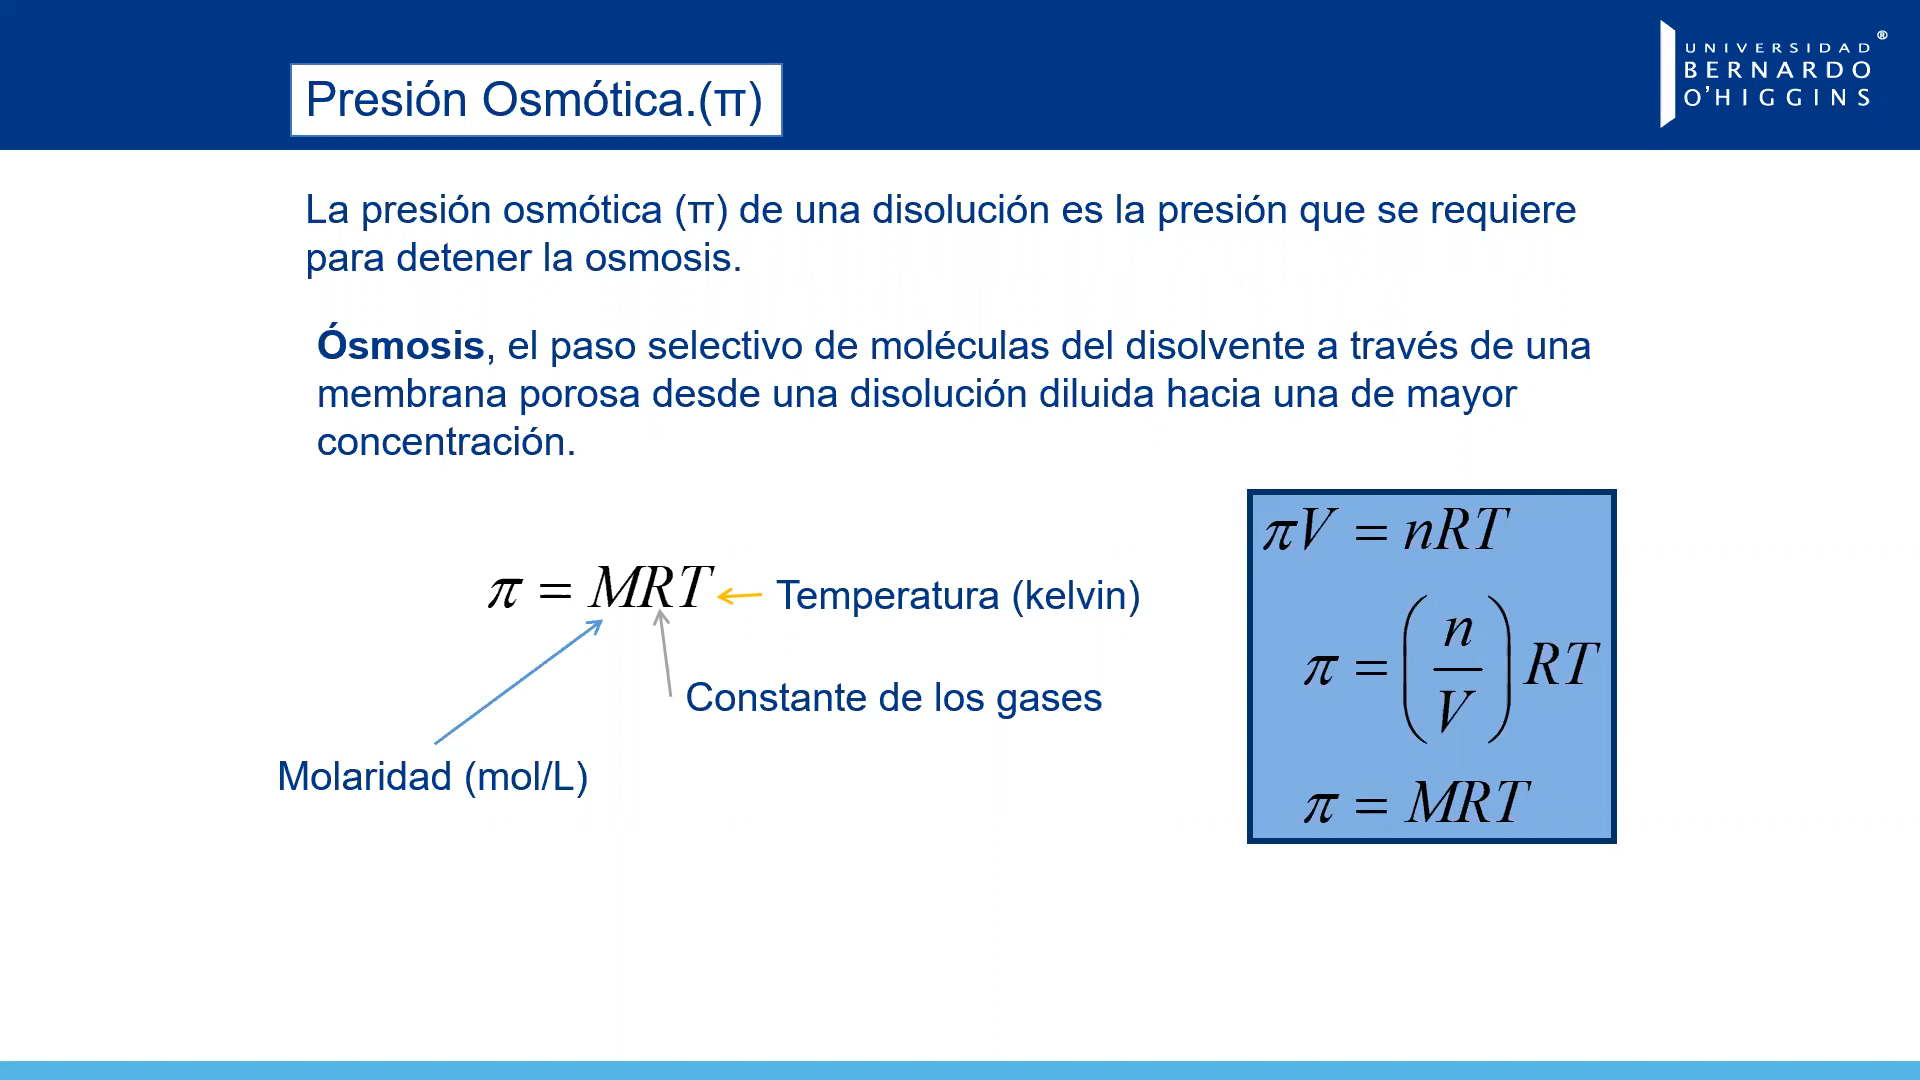 UNIVERSIDAD ®
BERNARDO
O'HIGGINS
Presión Osmótica.(π)
La presión osmótica (π) de una disolución es la presión que se requiere
para detener la osmosis.
Ósmosis, el paso selectivo de moléculas del disolvente a través de una
membrana porosa desde una disolución diluida hacia una de mayor
concentración.
π = MRT
Temperatura (kelvin)
Constante de los gases
Molaridad (mol/L)
πV = nRT
π = (n/V) RT
π = MRT